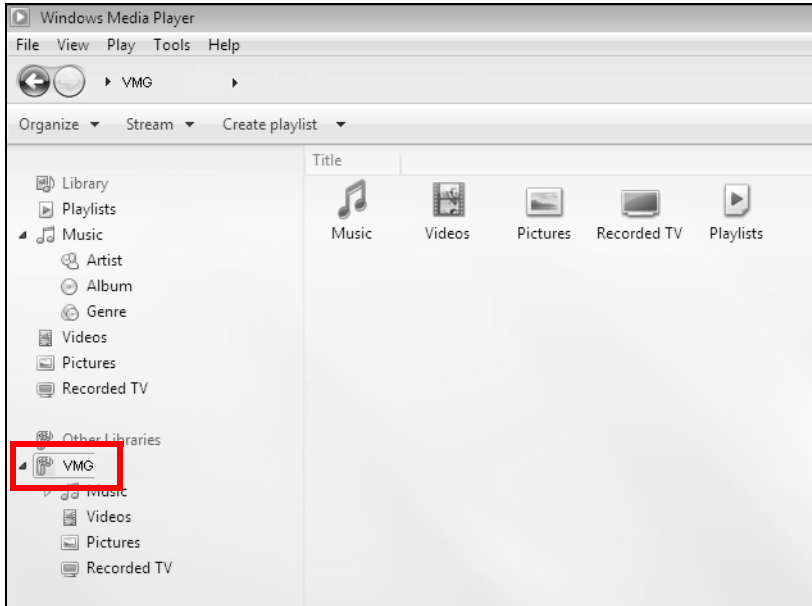 Windows Media Player
File View Play Tools Help
VMG
Organize Stream Create playlist
Title
Music Videos Pictures Recorded TV Playlists
Library
Playlists
Music
Artist
Album
Genre
Videos
Pictures
Recorded TV
Other Libraries
VMG
Music
Videos
Pictures
Recorded TV